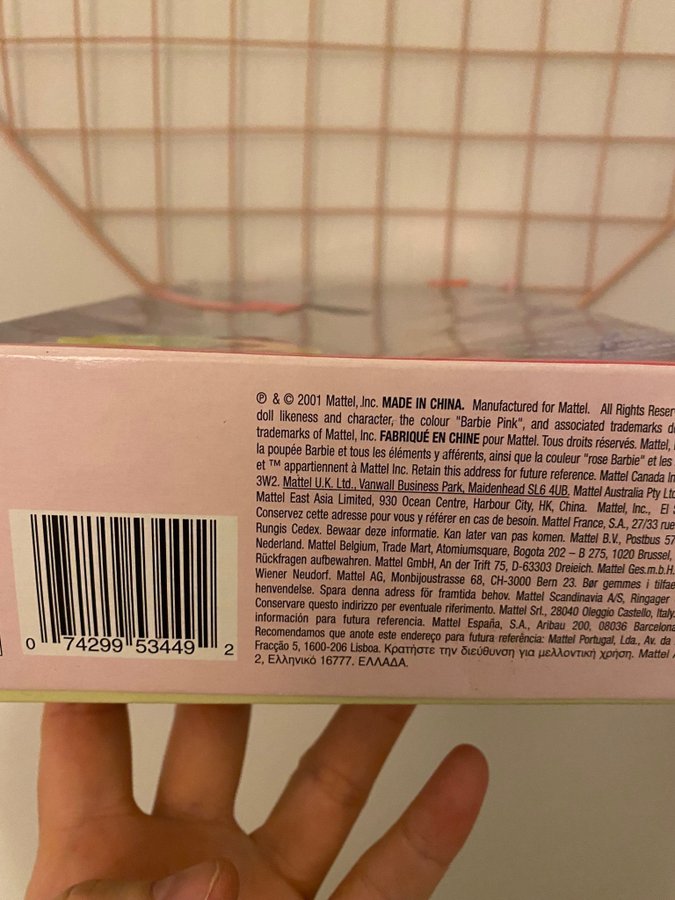 ℗ & © 2001 Mattel, Inc. MADE IN CHINA. Manufactured for Mattel. All Rights Reser
doll likeness and character, the colour "Barbie Pink", and associated trademarks
trademarks of Mattel, Inc. FABRIQUÉ EN CHINE pour Mattel. Tous droits réservés. Mattel,
la poupée Barbie et tous les éléments y afférents, ainsi que la couleur "rose Barbie" et les
et ™ appartiennent à Mattel Inc. Retain this address for future reference. Mattel Canada In
3W2. Mattel U.K. Ltd., Vanwall Business Park, Maidenhead SL6 4UB. Mattel Australia Pty Ltd
Mattel East Asia Limited, 930 Ocean Centre, Harbour City, HK, China. Mattel, Inc., El
Conservez cette adresse pour vous y référer en cas de besoin. Mattel France, S.A., 27/33 rue
Rungis Cedex. Bewaar deze informatie. Kan later van pas komen. Mattel B.V., Postbus 57
Nederland. Mattel Belgium, Trade Mart, Atomiumsquare, Bogota 202 – B 275, 1020 Brussel,
Rückfragen aufbewahren. Mattel GmbH, An der Trift 75, D-63303 Dreieich. Mattel Ges.m.b.H.
Wiener Neudorf. Mattel AG, Monbijoustrasse 68, CH-3000 Bern 23. Bør gemmes i tilfæ
henvendelse. Spara denna adress för framtida behov. Mattel Scandinavia A/S, Ringager
Conservare questo indirizzo per eventuale riferimento. Mattel Srl., 28040 Oleggio Castello, Italy.
información para futura referencia. Mattel España, S.A., Aribau 200, 08036 Barcelona
Recomendamos que anote este endereço para futura referência: Mattel Portugal, Lda., Av. da
Fracção 5, 1600-206 Lisboa. Κρατήστε την διεύθυνση για μελλοντική χρήση. Mattel
2, Ελληνικό 16777. ΕΛΛΑΔΑ.
0 74299 53449 2